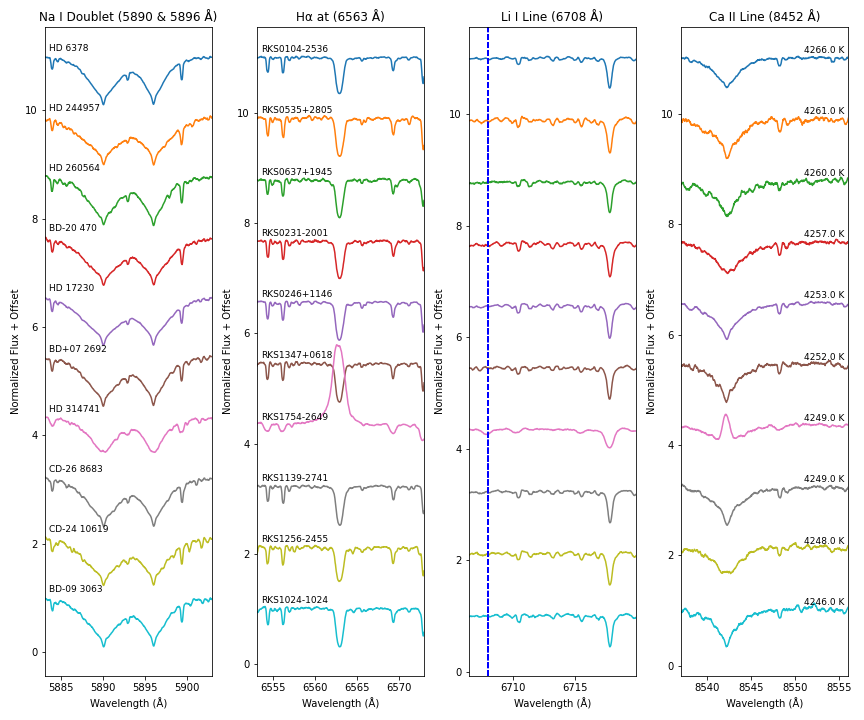 Na I Doublet (5890 & 5896 Å)
Hα at (6563 Å)
Li I Line (6708 Å)
Ca II Line (8452 Å)
HD 6378
HD 244957
HD 260564
BD-20 470
HD 17230
BD+07 2692
HD 314741
CD-26 8683
CD-24 10619
BD-09 3063
RKS0104-2536
RKS0535+2805
RKS0637+1945
RKS0231-2001
RKS0246+1146
RKS1347+0618
RKS1754-2649
RKS1139-2741
RKS1256-2455
RKS1024-1024
4266.0 K
4261.0 K
4260.0 K
4257.0 K
4253.0 K
4252.0 K
4249.0 K
4249.0 K
4248.0 K
4246.0 K
Normalized Flux + Offset
10
8
6
4
2
0
5885 5890 5895 5900
Wavelength (Å)
Normalized Flux + Offset
10
8
6
4
2
0
6555 6560 6565 6570
Wavelength (Å)
Normalized Flux + Offset
10
8
6
4
2
0
6710 6715
Wavelength (Å)
Normalized Flux + Offset
10
8
6
4
2
0
8540 8545 8550 8555
Wavelength (Å)